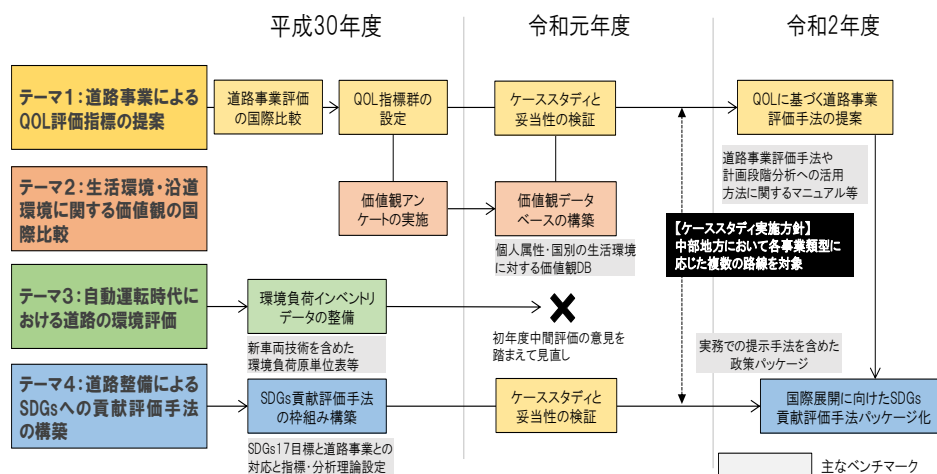 平成30年度
令和元年度
令和2年度
テーマ1：道路事業による
QOL評価指標の提案
道路事業評価
の国際比較
QOL指標群の
設定
ケーススタディと
妥当性の検証
QOLに基づく道路事業
評価手法の提案
道路事業評価手法や
計画段階分析への活用
方法に関するマニュアル等
テーマ2：生活環境・沿道
環境に関する価値観の国
際比較
価値観アン
ケートの実施
価値観データ
ベースの構築
個人属性・国別の生活環境
に対する価値観DB
【ケーススタディ実施方針】
中部地方において各事業類型に
応じた複数の路線を対象
テーマ3：自動運転時代に
おける道路の環境評価
環境負荷インベントリ
データの整備
新車両技術を含めた
環境負荷原単位表等
初年度中間評価の意見を
踏まえて見直し
実務での提示手法を含めた
政策パッケージ
テーマ4：道路整備による
SDGsへの貢献評価手法
の構築
SDGs貢献評価手法
の枠組み構築
SDGs17目標と道路事業との
対応と指標・分析理論設定
ケーススタディと
妥当性の検証
国際展開に向けたSDGs
貢献評価手法パッケージ化
主なベンチマーク